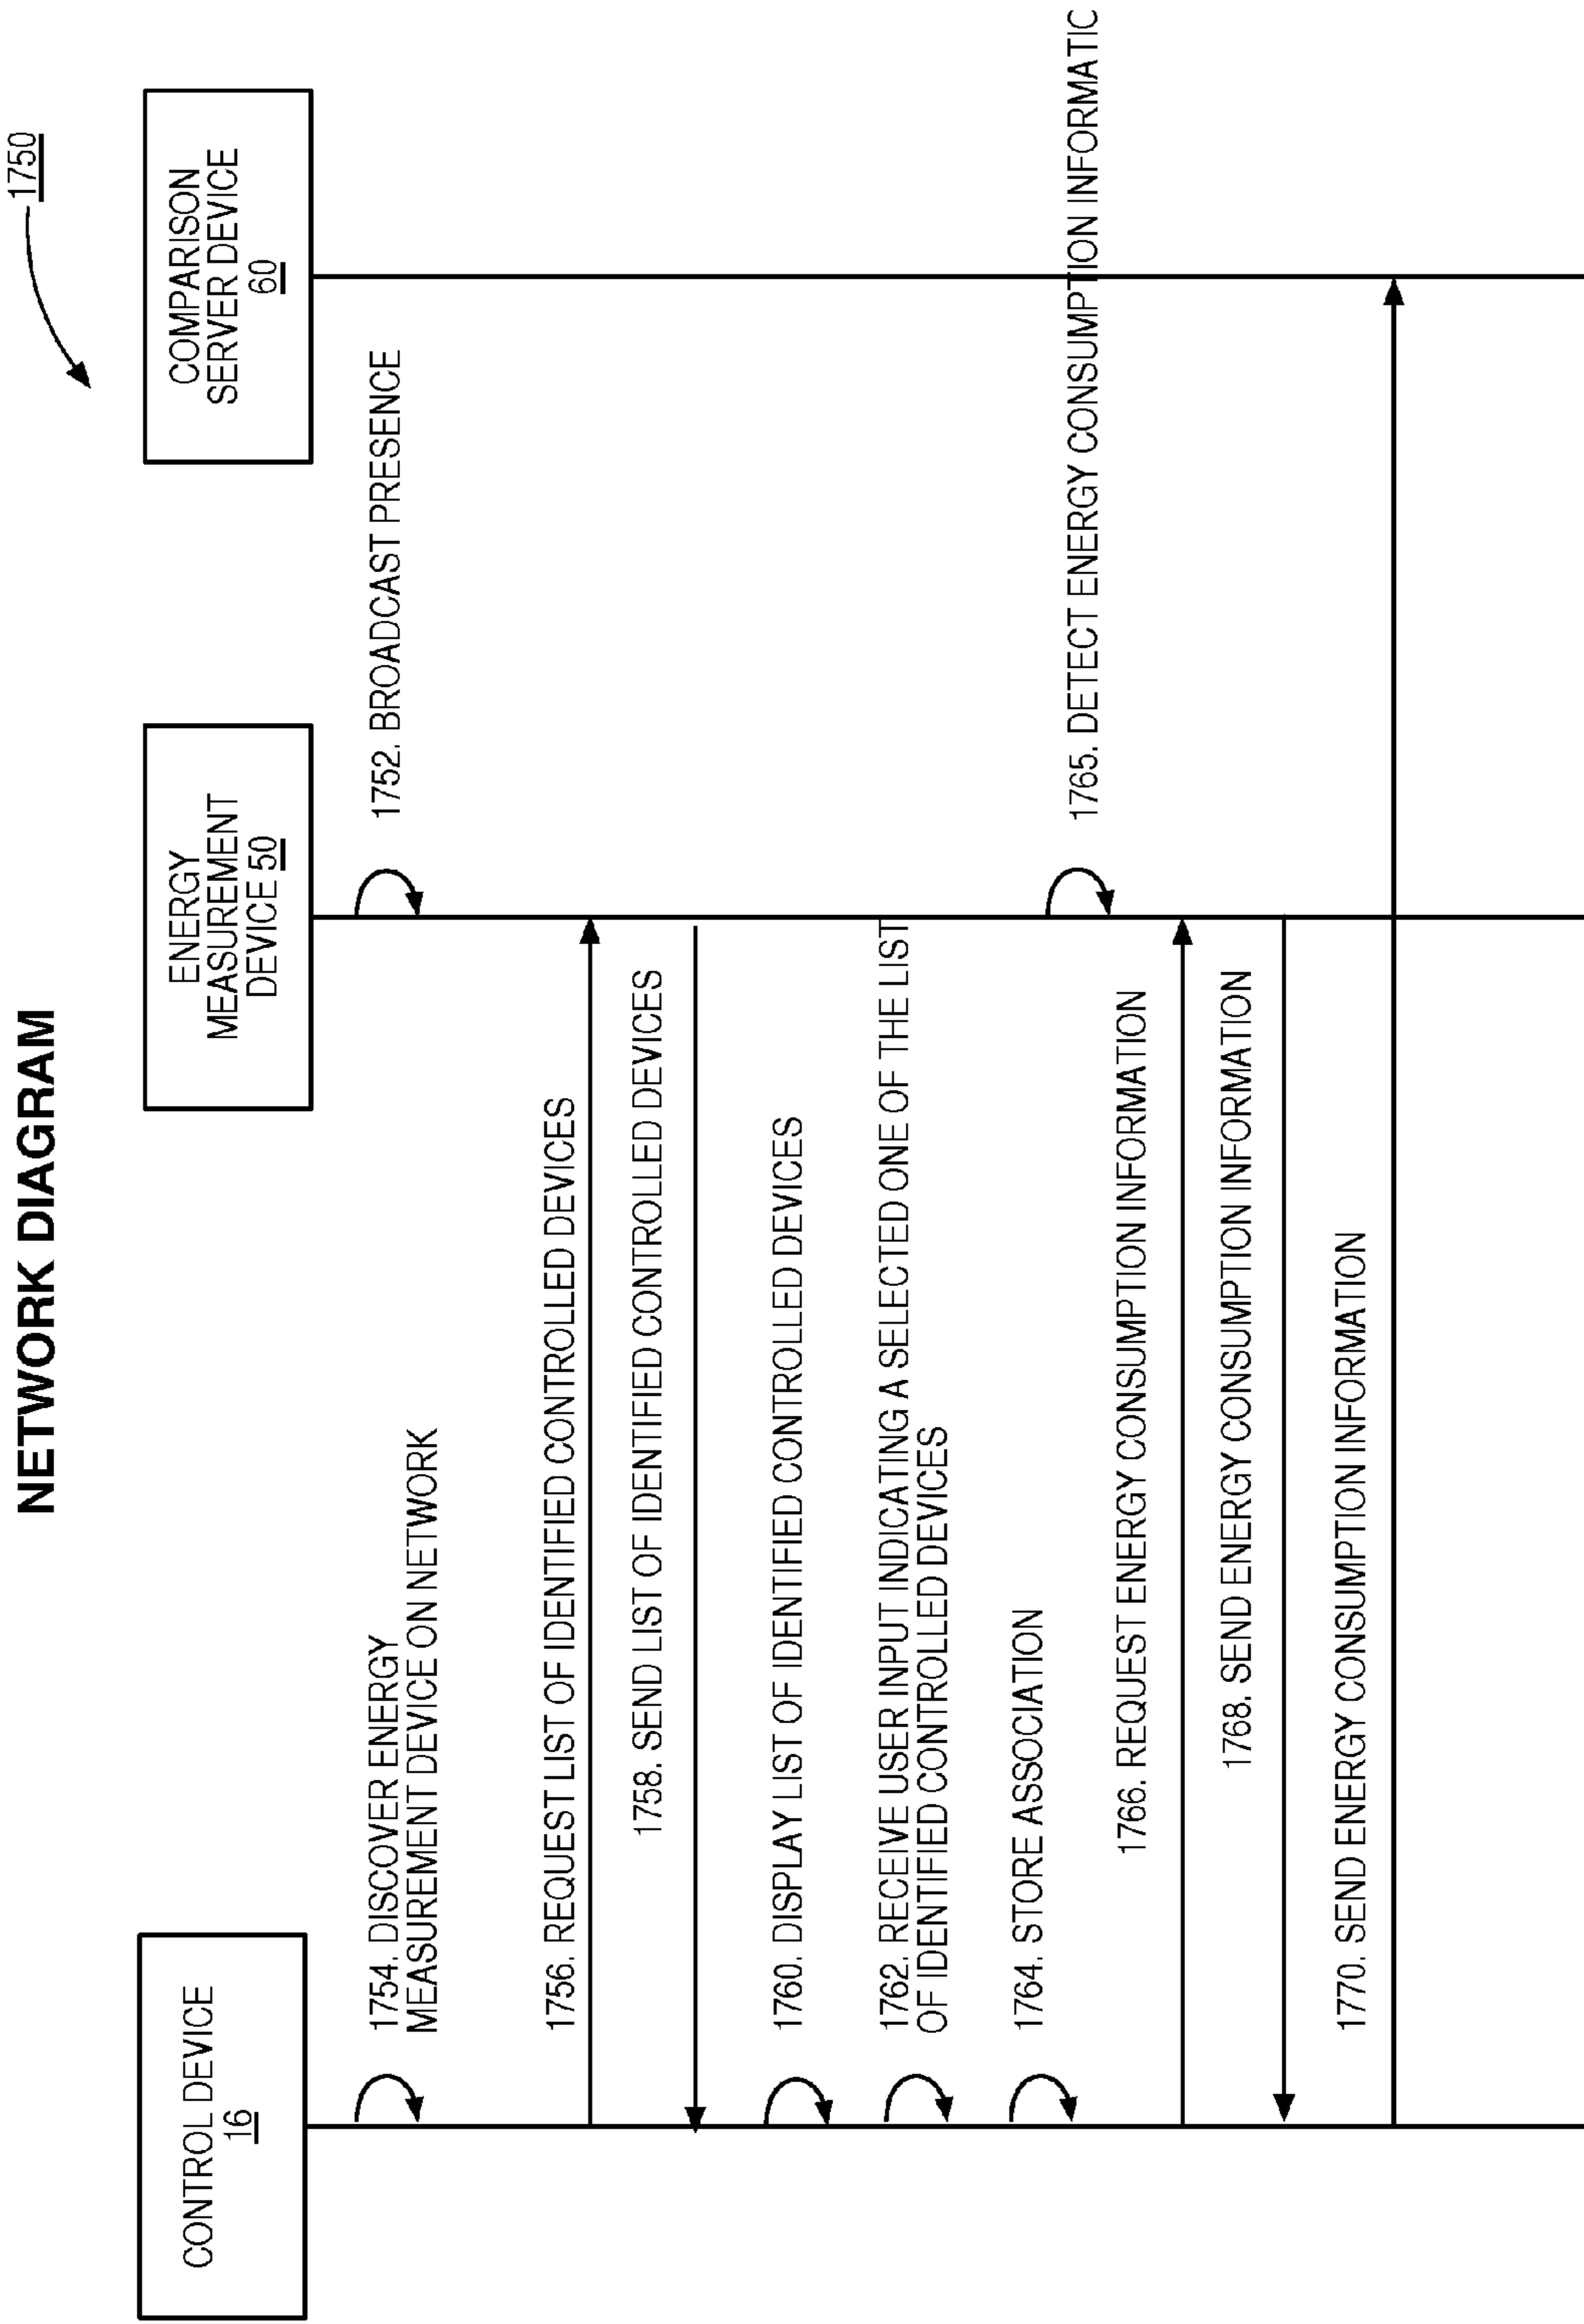 NETWORK DIAGRAM
1750
CONTROL DEVICE
16
ENERGY
MEASUREMENT
DEVICE 50
COMPARISON
SERVER DEVICE
60
1752. BROADCAST PRESENCE
1754. DISCOVER ENERGY
MEASUREMENT DEVICE ON NETWORK
1756. REQUEST LIST OF IDENTIFIED CONTROLLED DEVICES
1758. SEND LIST OF IDENTIFIED CONTROLLED DEVICES
1760. DISPLAY LIST OF IDENTIFIED CONTROLLED DEVICES
1762. RECEIVE USER INPUT INDICATING A SELECTED ONE OF THE LIST
OF IDENTIFIED CONTROLLED DEVICES
1764. STORE ASSOCIATION
1765. DETECT ENERGY CONSUMPTION INFORMATIC
1766. REQUEST ENERGY CONSUMPTION INFORMATION
1768. SEND ENERGY CONSUMPTION INFORMATION
1770. SEND ENERGY CONSUMPTION INFORMATION